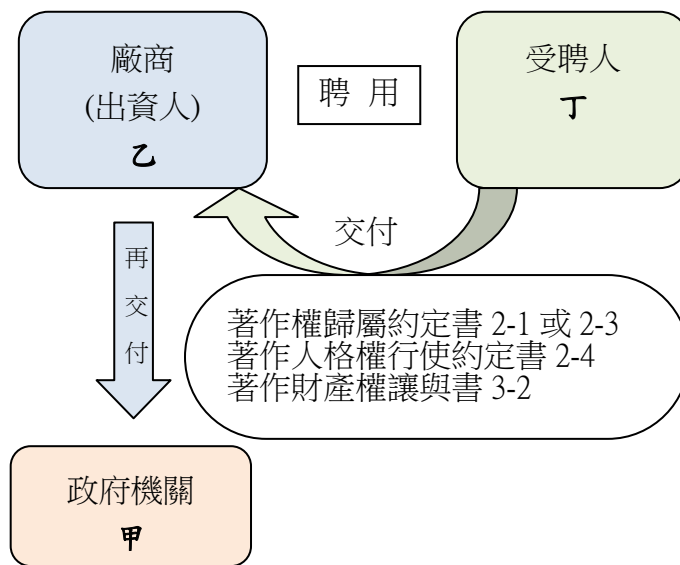 廠商
(出資人)
乙
聘 用
受聘人
丁
交付
再
交
付
著作權歸屬約定書 2-1 或 2-3
著作人格權行使約定書 2-4
著作財產權讓與書 3-2
政府機關
甲